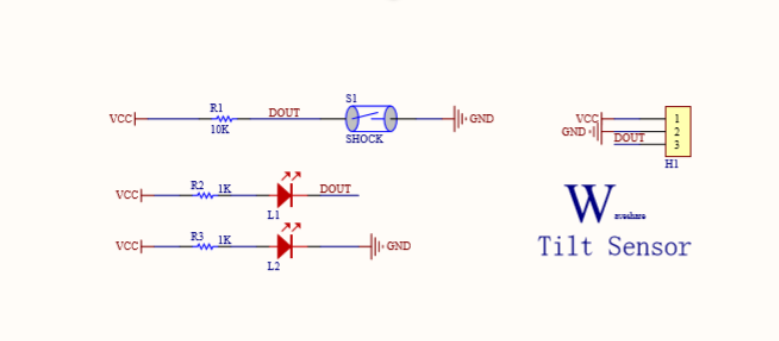 S1
R1
VCC
DOUT
GND
10K
SHOCK
VCC
1
GND
2
DOUT
3
H1
R2
1K
VCC
DOUT
L1
W
aveshare
R3
1K
VCC
GND
L2
Tilt Sensor